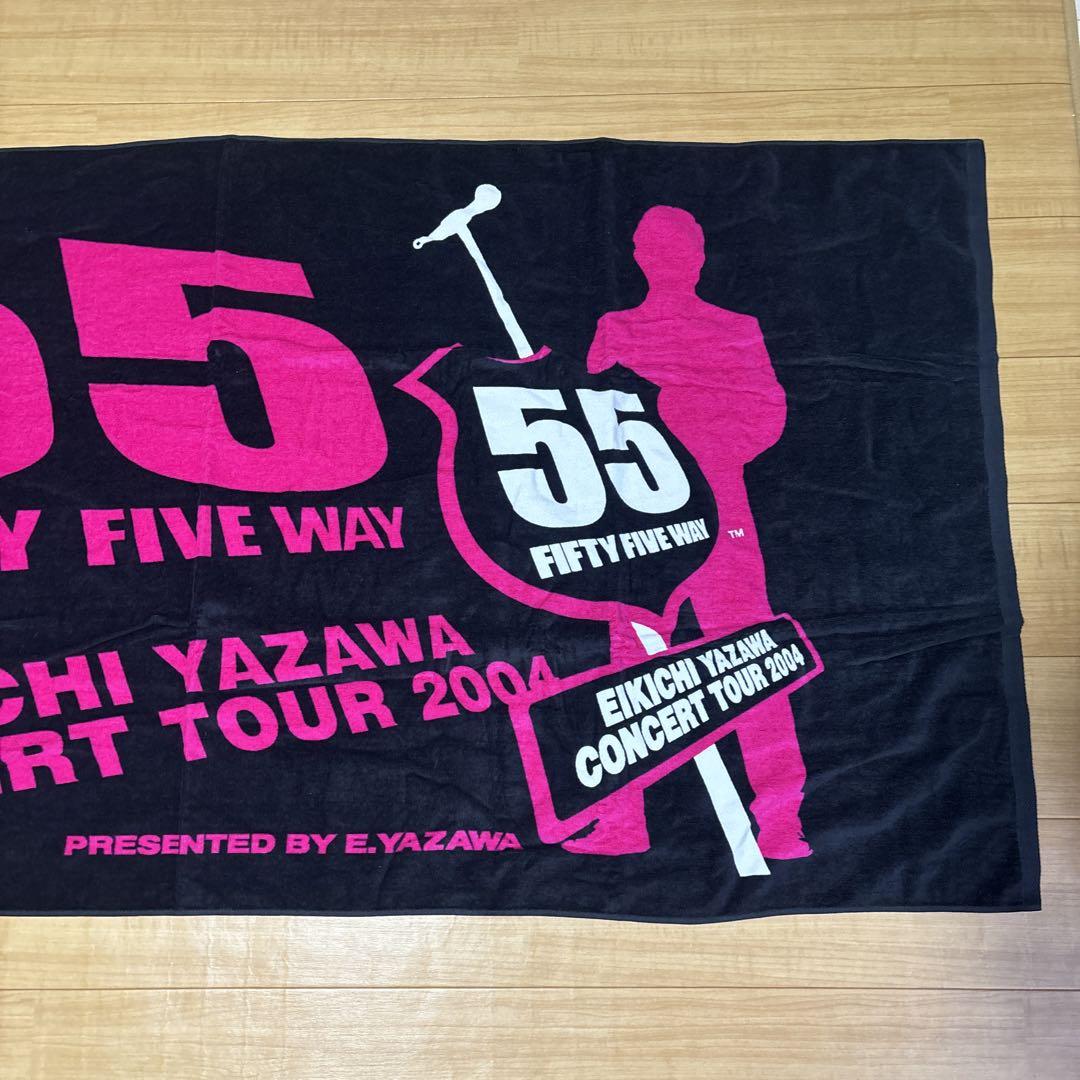 55
Y FIVE WAY
CHI YAZAWA
RT TOUR 2004
PRESENTED BY E.YAZAWA
55
FIFTY FIVE WAY
TM
EIKICHI YAZAWA
CONCERT TOUR 2004